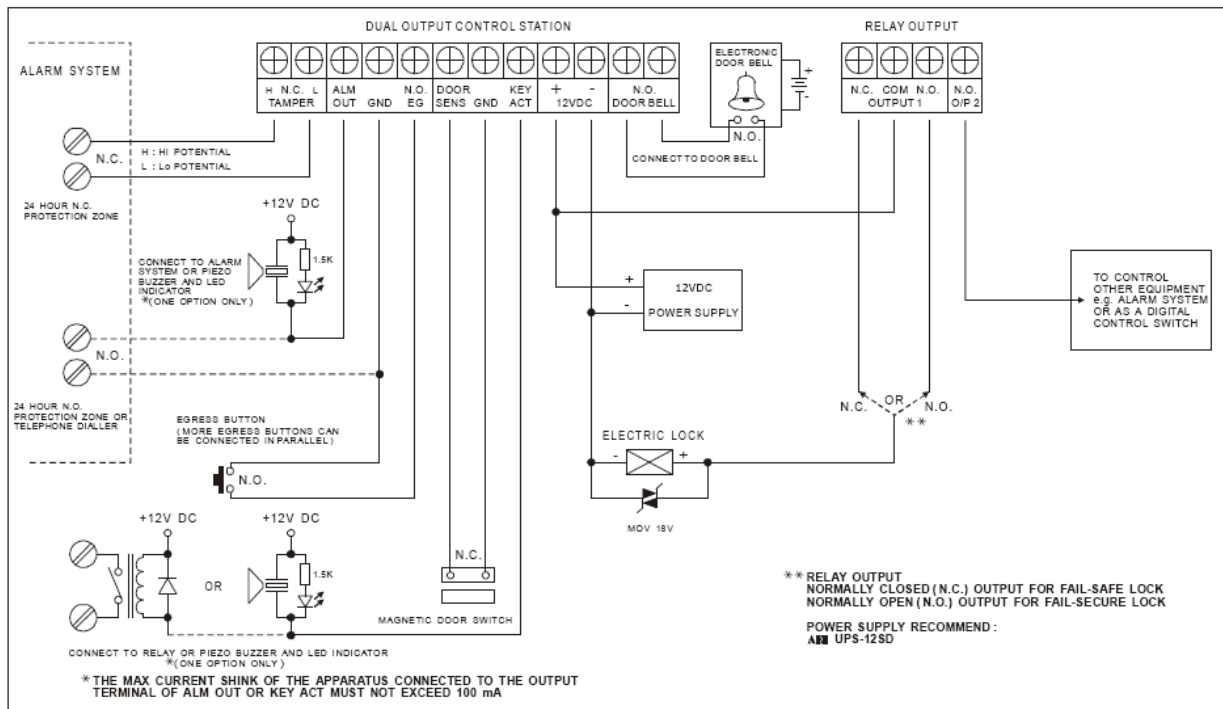 DUAL OUTPUT CONTROL STATION
RELAY OUTPUT
ALARM SYSTEM
H N.C. L
TAMPER
ALM
OUT
GND
N.O.
EG
DOOR
SENS
GND
KEY
ACT
+ -
12VDC
N.O.
DOOR BELL
ELECTRONIC
DOOR BELL
+
-
N.O.
CONNECT TO DOOR BELL
N.C. COM N.O.
OUTPUT 1
N.O.
O/P 2
N.C.
H : HI POTENTIAL
L : Lo POTENTIAL
24 HOUR N.C.
PROTECTION ZONE
+12V DC
1.5K
CONNECT TO ALARM
SYSTEM OR PIEZO
BUZZER AND LED
INDICATOR
*(ONE OPTION ONLY)
N.O.
24 HOUR N.O.
PROTECTION ZONE OR
TELEPHONE DIALLER
+
-
12VDC
POWER SUPPLY
TO CONTROL
OTHER EQUIPMENT
e.g. ALARM SYSTEM
OR AS A DIGITAL
CONTROL SWITCH
N.C. OR N.O.
**
EGRESS BUTTON
(MORE EGRESS BUTTONS CAN
BE CONNECTED IN PARALLEL)
N.O.
ELECTRIC LOCK
- +
MOV 18V
+12V DC
OR
+12V DC
1.5K
N.C.
MAGNETIC DOOR SWITCH
CONNECT TO RELAY OR PIEZO BUZZER AND LED INDICATOR
*(ONE OPTION ONLY)
* THE MAX CURRENT SHINK OF THE APPARATUS CONNECTED TO THE OUTPUT
TERMINAL OF ALM OUT OR KEY ACT MUST NOT EXCEED 100 mA
** RELAY OUTPUT
NORMALLY CLOSED (N.C.) OUTPUT FOR FAIL-SAFE LOCK
NORMALLY OPEN (N.O.) OUTPUT FOR FAIL-SECURE LOCK
POWER SUPPLY RECOMMEND :
UPS-12SD